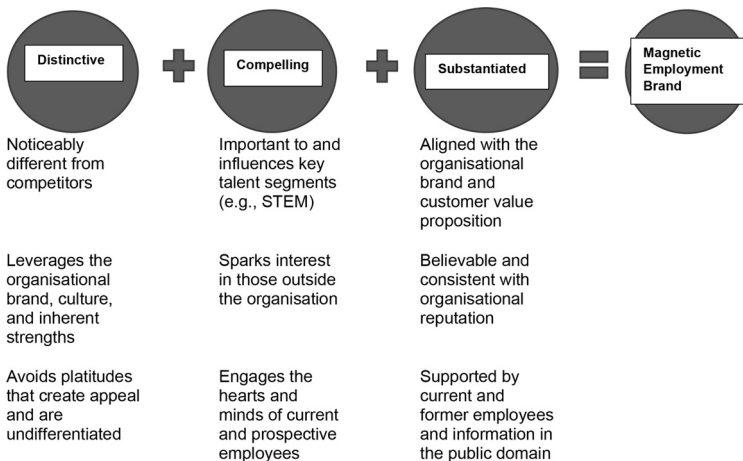 Distinctive
Compelling
Substantiated
Magnetic
Employment
Brand
Noticeably
different from
competitors
Important to and
influences key
talent segments
(e.g., STEM)
Aligned with the
organisational
brand and
customer value
proposition
Leverages the
organisational
brand, culture,
and inherent
strengths
Sparks interest
in those outside
the organisation
Believable and
consistent with
organisational
reputation
Avoids platitudes
that create appeal
and are
undifferentiated
Engages the
hearts and
minds of current
and prospective
employees
Supported by
current and
former employees
and information in
the public domain